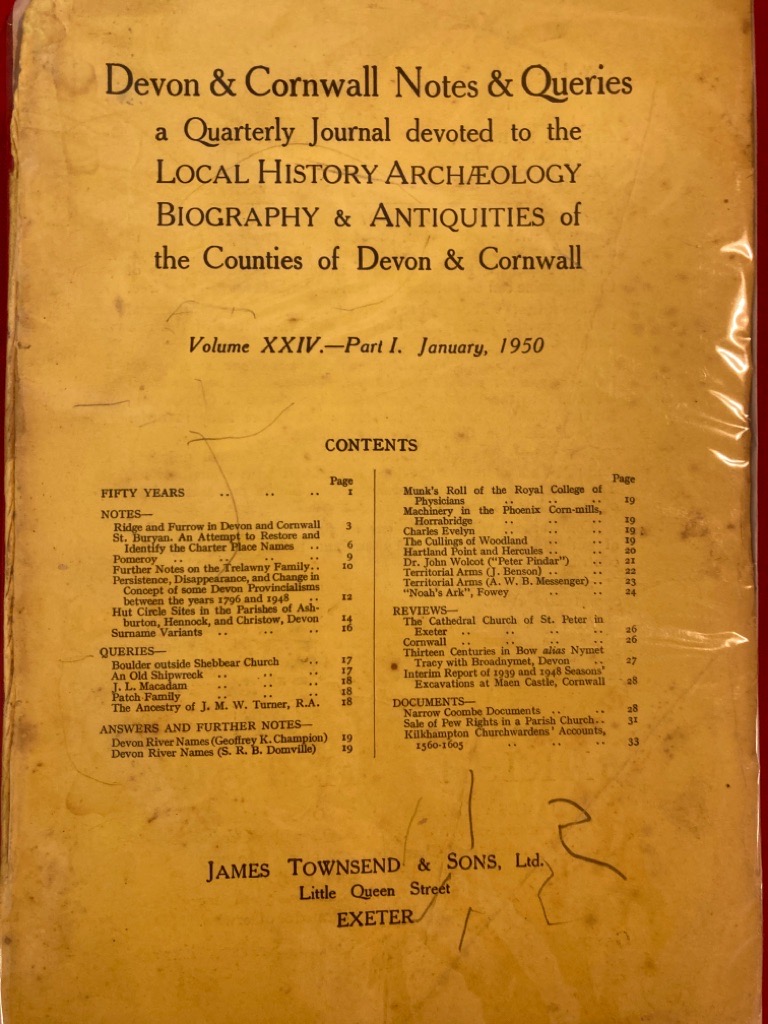 Devon & Cornwall Notes & Queries
a Quarterly Journal devoted to the
LOCAL HISTORY ARCHÆOLOGY
BIOGRAPHY & ANTIQUITIES of
the Counties of Devon & Cornwall
Volume XXIV.—Part I. January, 1950
CONTENTS
Page
FIFTY YEARS .. .. .. 1
NOTES—
Ridge and Furrow in Devon and Cornwall 3
St. Buryan. An Attempt to Restore and
Identify the Charter Place Names .. 6
Pomeroy .. .. .. .. 9
Further Notes on the Trelawny Family.. 10
Persistence, Disappearance, and Change in
Concept of some Devon Provincialisms
between the years 1796 and 1948 .. 12
Hut Circle Sites in the Parishes of Ash-
burton, Hennock, and Christow, Devon 14
Surname Variants .. .. .. 16
QUERIES—
Boulder outside Shebbear Church .. 17
An Old Shipwreck .. .. .. 17
J. L. Macadam .. .. .. 18
Patch Family .. .. .. 18
The Ancestry of J. M. W. Turner, R.A. 18
ANSWERS AND FURTHER NOTES—
Devon River Names (Geoffrey K. Champion) 19
Devon River Names (S. R. B. Domville) 19
Page
Munk's Roll of the Royal College of
Physicians .. .. .. 19
Machinery in the Phoenix Corn-mills,
Horrabridge .. .. .. 19
Charles Evelyn .. .. .. 19
The Cullings of Woodland .. .. 19
Hartland Point and Hercules .. .. 20
Dr. John Wolcot ("Peter Pindar") .. 21
Territorial Arms (J. Benson) .. .. 22
Territorial Arms (A. W. B. Messenger) .. 23
"Noah's Ark", Fowey .. .. 24
REVIEWS—
The Cathedral Church of St. Peter in
Exeter .. .. .. .. 26
Cornwall .. .. .. .. 26
Thirteen Centuries in Bow alias Nymet
Tracy with Broadnymet, Devon .. 27
Interim Report of 1939 and 1948 Seasons'
Excavations at Maen Castle, Cornwall 28
DOCUMENTS—
Narrow Coombe Documents .. .. 28
Sale of Pew Rights in a Parish Church.. 31
Kilkhampton Churchwardens' Accounts,
1560-1605 .. .. .. 33
JAMES TOWNSEND & SONS, Ltd.
Little Queen Street
EXETER